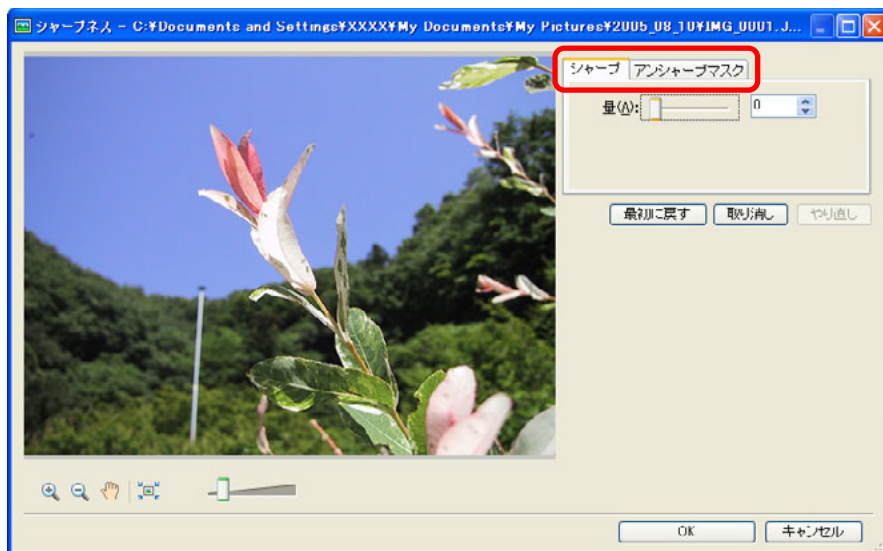 シャープネス - C:¥Documents and Settings¥XXXX¥My Documents¥My Pictures¥2005_08_10¥IMG_0001.J...
シャープ アンシャープマスク
量(A): 0
最初に戻す 取り消し やり直し
OK キャンセル